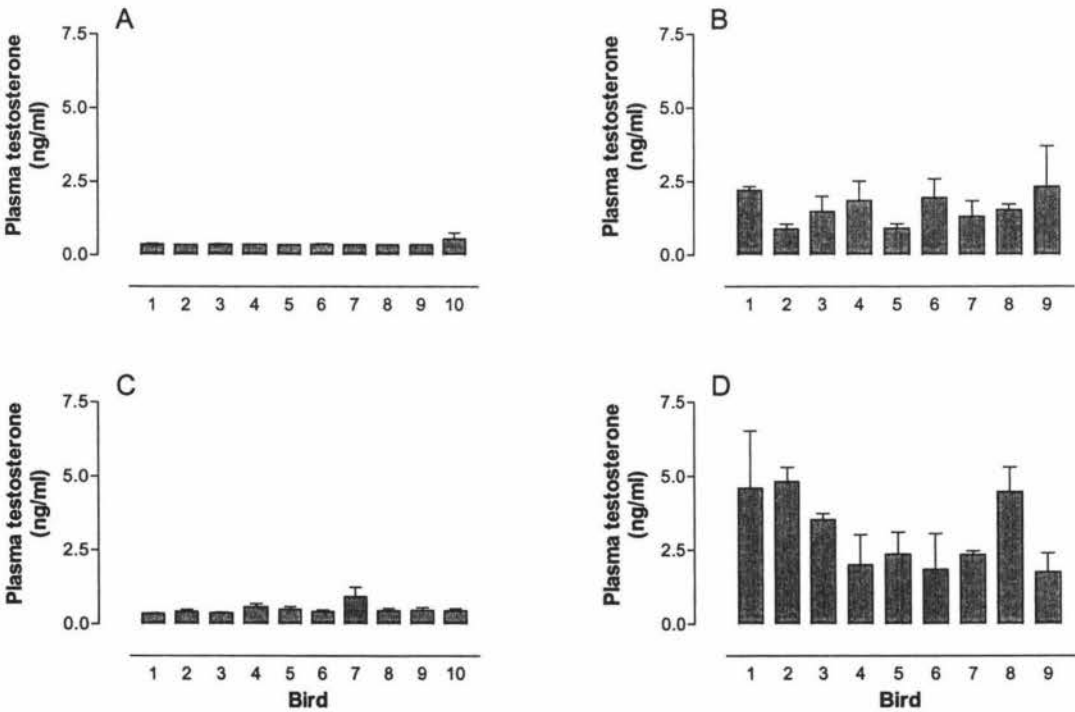 A
7.5
5.0
2.5
0.0
Plasma testosterone
(ng/ml)
1 2 3 4 5 6 7 8 9 10
B
7.5
5.0
2.5
0.0
Plasma testosterone
(ng/ml)
1 2 3 4 5 6 7 8 9
C
7.5
5.0
2.5
0.0
Plasma testosterone
(ng/ml)
1 2 3 4 5 6 7 8 9 10
Bird
D
7.5
5.0
2.5
0.0
Plasma testosterone
(ng/ml)
1 2 3 4 5 6 7 8 9
Bird